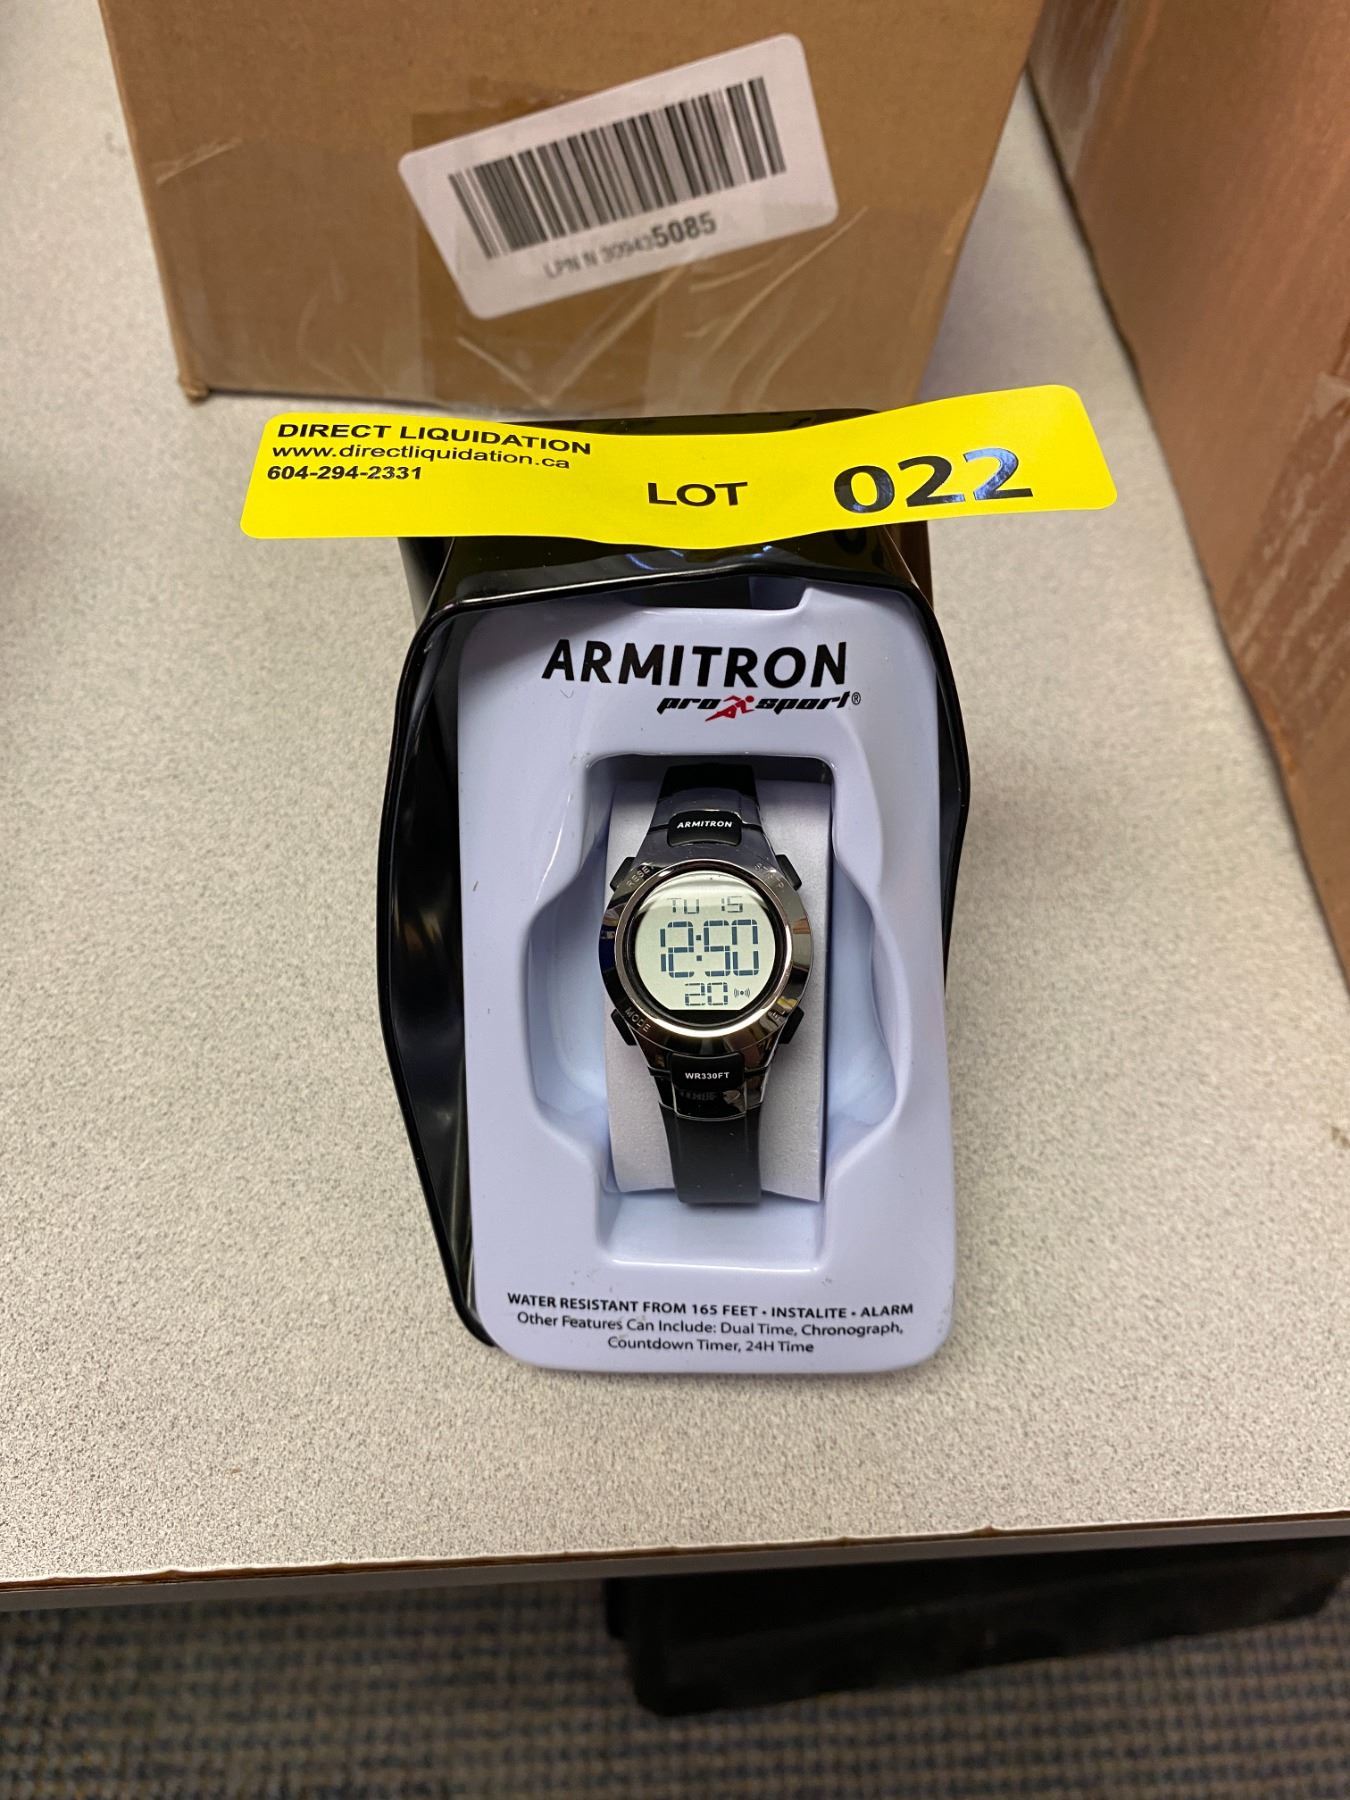 LPN N 309435085
DIRECT LIQUIDATION
www.directliquidation.ca
604-294-2331
LOT 022
ARMITRON
pro sport®
ARMITRON
RESET
TU 15
12:50
20
MODE
WR330FT
WATER RESISTANT FROM 165 FEET • INSTALITE • ALARM
Other Features Can Include: Dual Time, Chronograph,
Countdown Timer, 24H Time